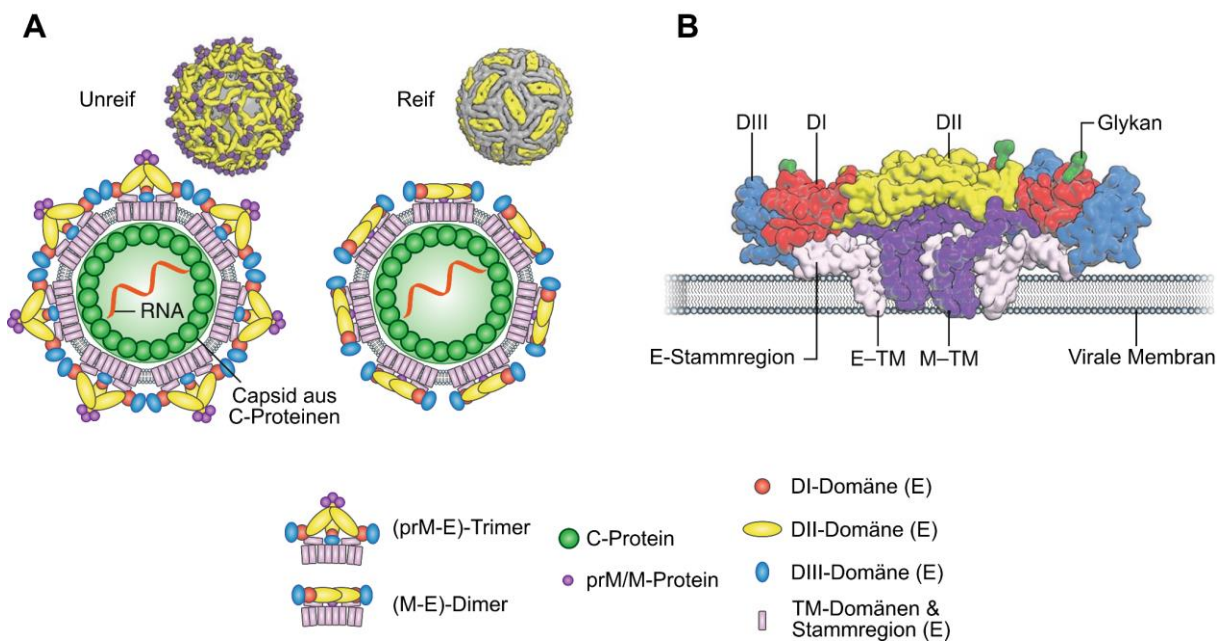 A
Unreif
Reif
RNA
Capsid aus
C-Proteinen
B
DIII
DI
DII
Glykan
E-Stammregion
E–TM
M–TM
Virale Membran
(prM-E)-Trimer
(M-E)-Dimer
C-Protein
prM/M-Protein
DI-Domäne (E)
DII-Domäne (E)
DIII-Domäne (E)
TM-Domänen &
Stammregion (E)